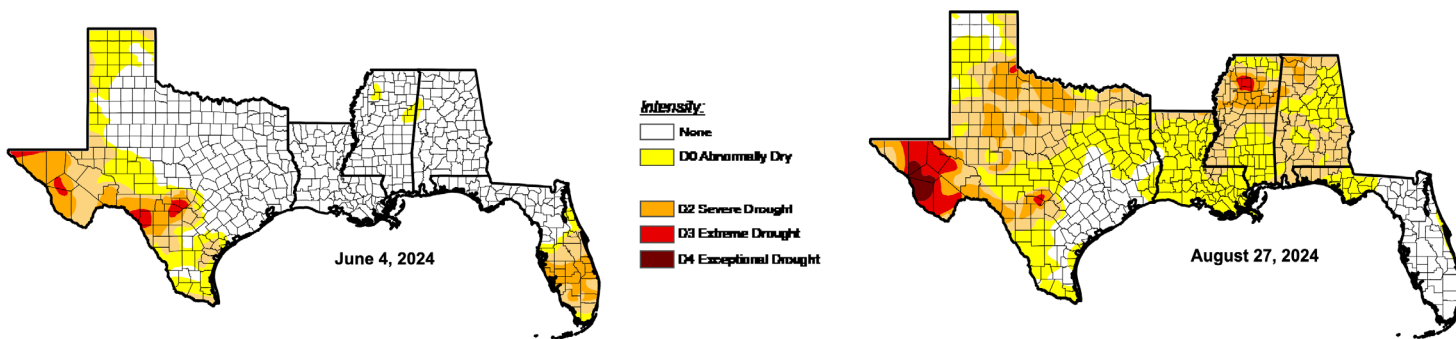 Intensity:
None
D0 Abnormally Dry
D2 Severe Drought
D3 Extreme Drought
D4 Exceptional Drought
June 4, 2024
August 27, 2024